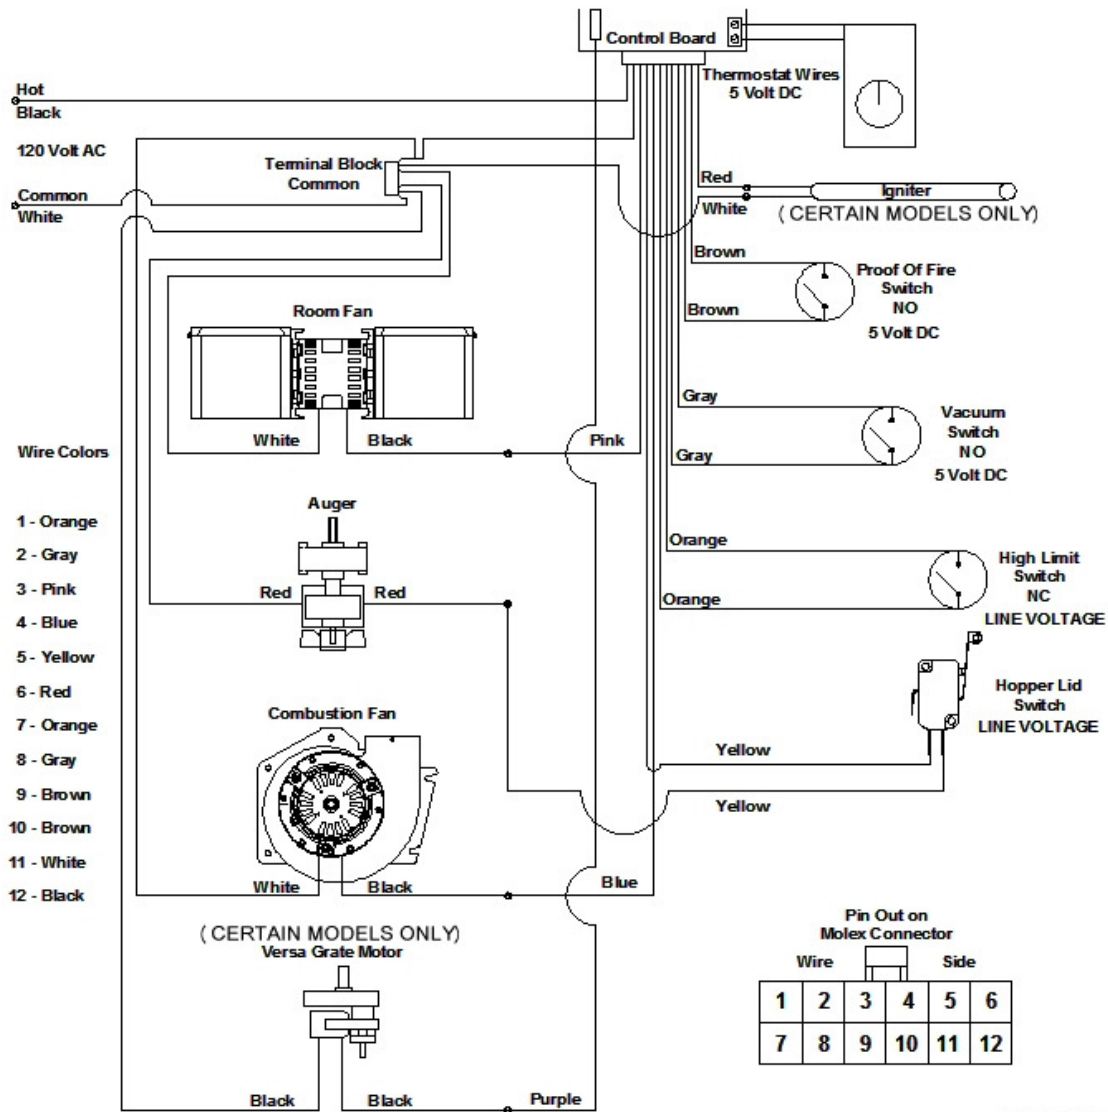 Control Board
Thermostat Wires
5 Volt DC
Hot
Black
120 Volt AC
Terminal Block
Common
Common
White
Red
Igniter
White
( CERTAIN MODELS ONLY)
Brown
Proof Of Fire
Switch
NO
5 Volt DC
Brown
Room Fan
Gray
Vacuum
Switch
NO
5 Volt DC
Gray
White
Black
Pink
Wire Colors
1 - Orange
2 - Gray
3 - Pink
4 - Blue
5 - Yellow
6 - Red
7 - Orange
8 - Gray
9 - Brown
10 - Brown
11 - White
12 - Black
Auger
Red
Red
Orange
High Limit
Switch
NC
LINE VOLTAGE
Orange
Hopper Lid
Switch
LINE VOLTAGE
Yellow
Yellow
Combustion Fan
White
Black
Blue
( CERTAIN MODELS ONLY)
Versa Grate Motor
Black
Black
Purple
Pin Out on
Molex Connector
Wire Side
1 2 3 4 5 6
7 8 9 10 11 12